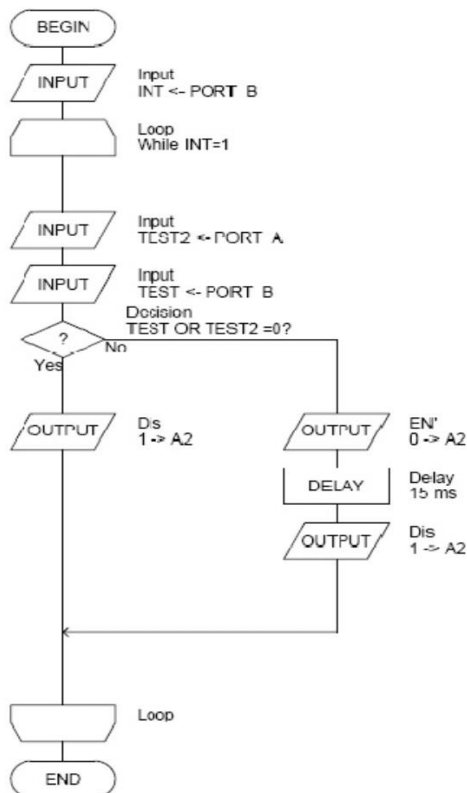 BEGIN
INPUT
Input
INT <- PORT B
Loop
While INT=1
INPUT
Input
TEST2 <- PORT A
INPUT
Input
TEST <- PORT B
Decision
TEST OR TEST2 =0?
?
No
Yes
OUTPUT
Dis
1 -> A2
OUTPUT
EN'
0 -> A2
DELAY
Delay
15 ms
OUTPUT
Dis
1 -> A2
Loop
END